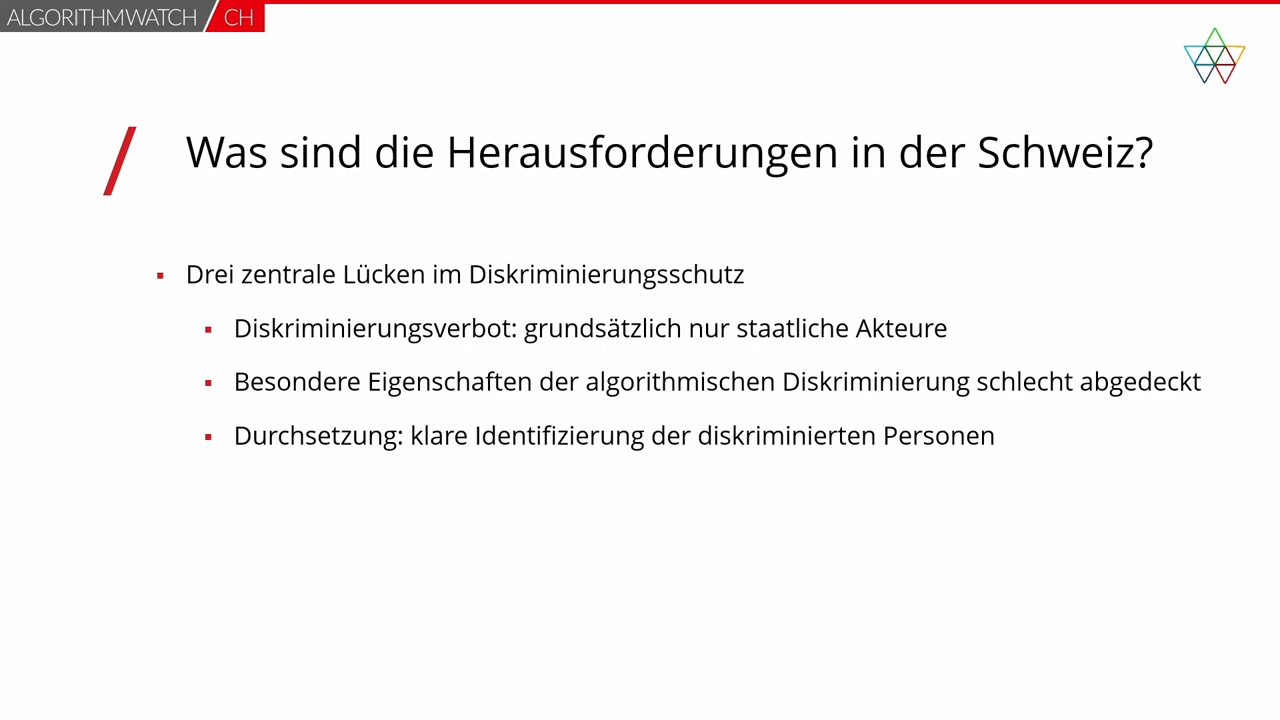 ALGORITHMWATCH / CH
Was sind die Herausforderungen in der Schweiz?
Drei zentrale Lücken im Diskriminierungsschutz
Diskriminierungsverbot: grundsätzlich nur staatliche Akteure
Besondere Eigenschaften der algorithmischen Diskriminierung schlecht abgedeckt
Durchsetzung: klare Identifizierung der diskriminierten Personen